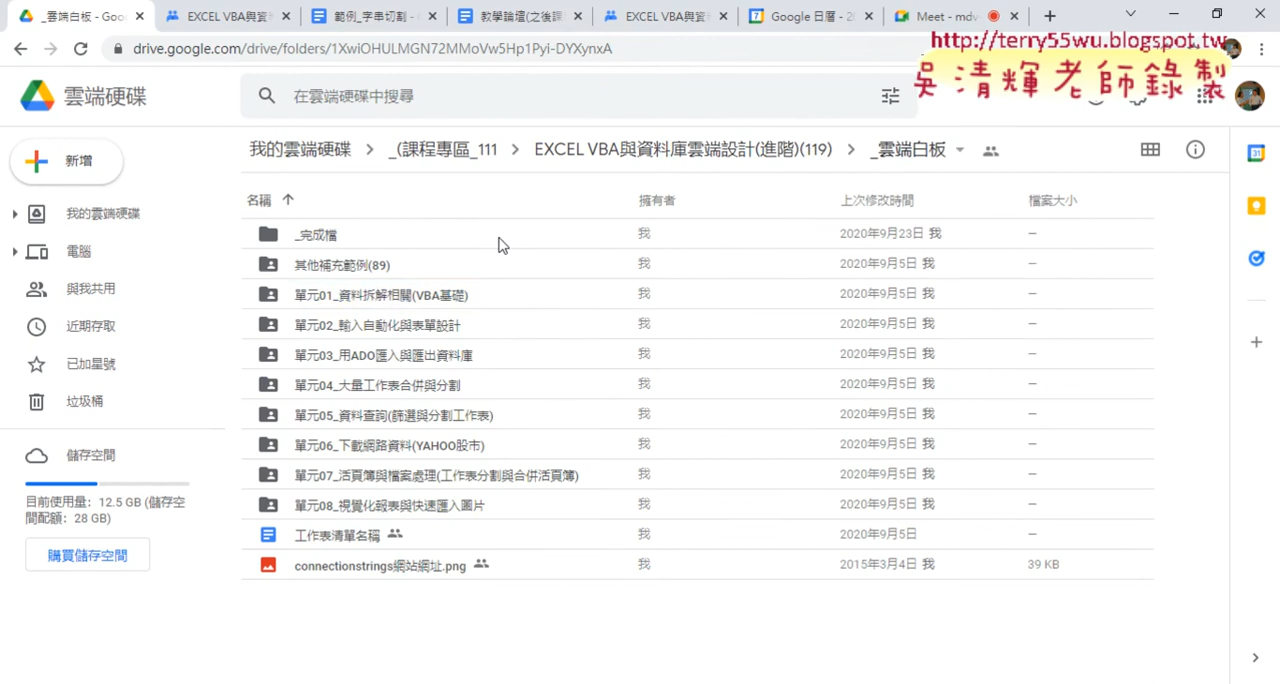 _雲端白板 - Goo
EXCEL VBA與資
範例_字串切割 -
教學論壇(之後課
EXCEL VBA與資
Google 日曆 - 20
Meet - mdv
drive.google.com/drive/folders/1XwiOHULMGN72MMoVw5Hp1Pyi-DYXynxA
http://terry55wu.blogspot.tw
吳清輝老師錄製
雲端硬碟
在雲端硬碟中搜尋
新增
我的雲端硬碟 > _(課程專區_111 > EXCEL VBA與資料庫雲端設計(進階)(119) > _雲端白板
我的雲端硬碟
電腦
與我共用
近期存取
已加星號
垃圾桶
儲存空間
目前使用量：12.5 GB (儲存空
間配額：28 GB)
購買儲存空間
名稱 擁有者 上次修改時間 檔案大小
_完成檔 我 2020年9月23日 我 –
其他補充範例(89) 我 2020年9月5日 我 –
單元01_資料拆解相關(VBA基礎) 我 2020年9月5日 我 –
單元02_輸入自動化與表單設計 我 2020年9月5日 我 –
單元03_用ADO匯入與匯出資料庫 我 2020年9月5日 我 –
單元04_大量工作表合併與分割 我 2020年9月5日 我 –
單元05_資料查詢(篩選與分割工作表) 我 2020年9月5日 我 –
單元06_下載網路資料(YAHOO股市) 我 2020年9月5日 我 –
單元07_活頁簿與檔案處理(工作表分割與合併活頁簿) 我 2020年9月5日 我 –
單元08_視覺化報表與快速匯入圖片 我 2020年9月5日 我 –
工作表清單名稱 我 2020年9月5日 –
connectionstrings網站網址.png 我 2015年3月4日 我 39 KB
31